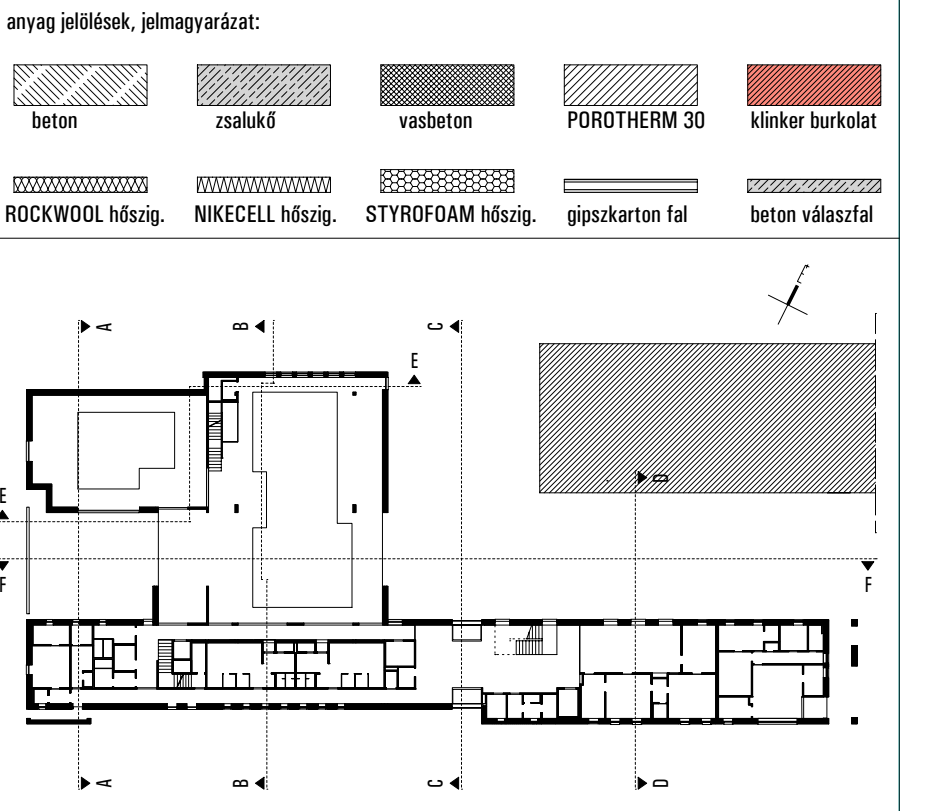 anyag jelölések, jelmagyarázat:
beton zsalukő vasbeton POROTHERM 30 klinker burkolat
ROCKWOOL hőszig. NIKECELL hőszig. STYROFOAM hőszig. gipszkarton fal beton válaszfal
A B C
E
D
E
F F
A B C D